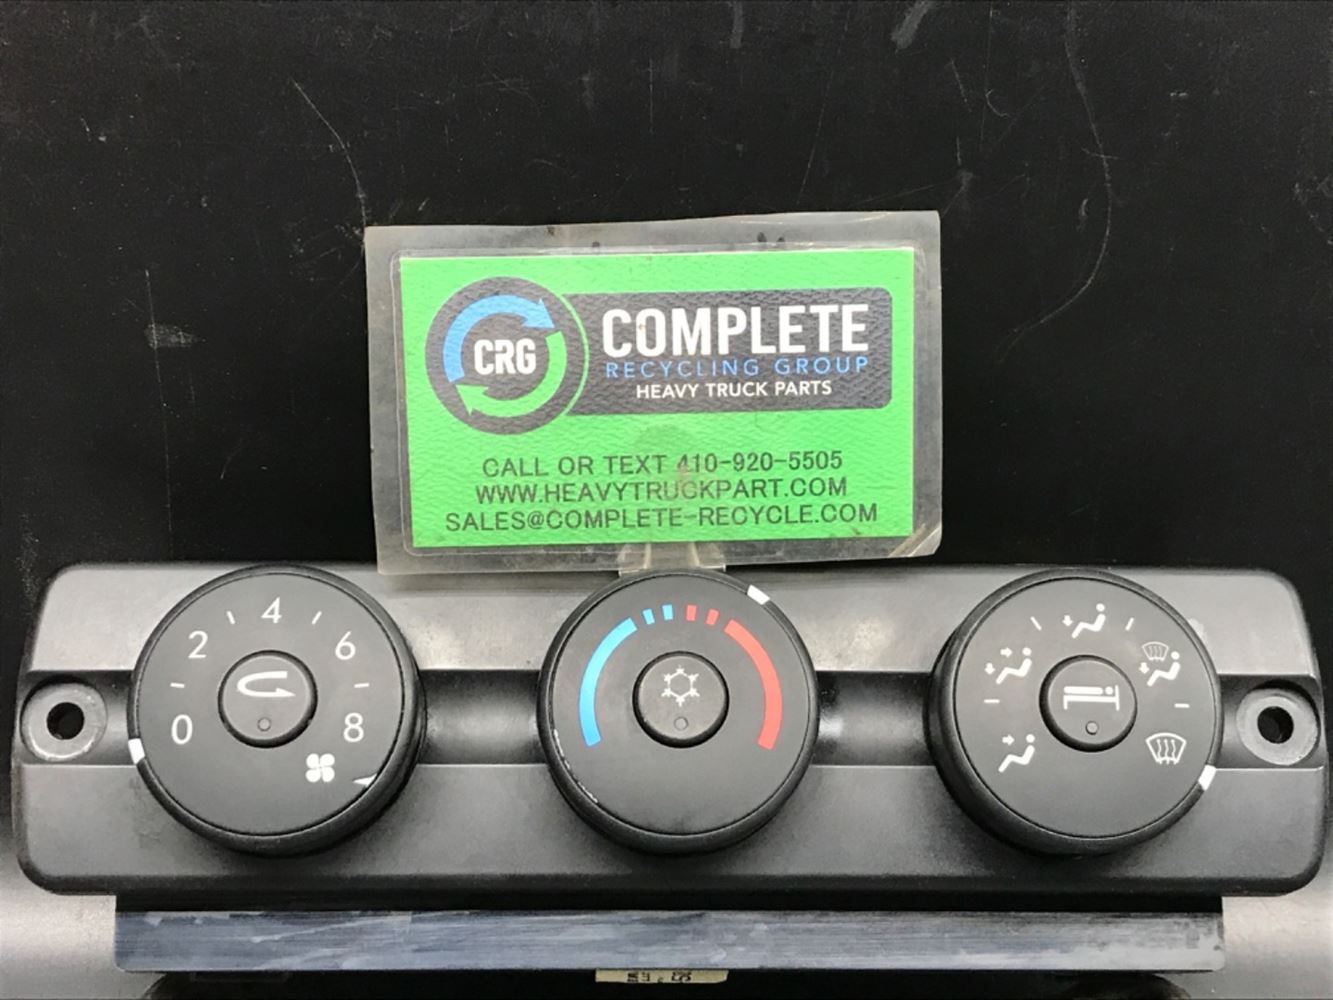 CRG
COMPLETE
RECYCLING GROUP
HEAVY TRUCK PARTS
CALL OR TEXT 410-920-5505
WWW.HEAVYTRUCKPART.COM
SALES@COMPLETE-RECYCLE.COM
0 2 4 6 8